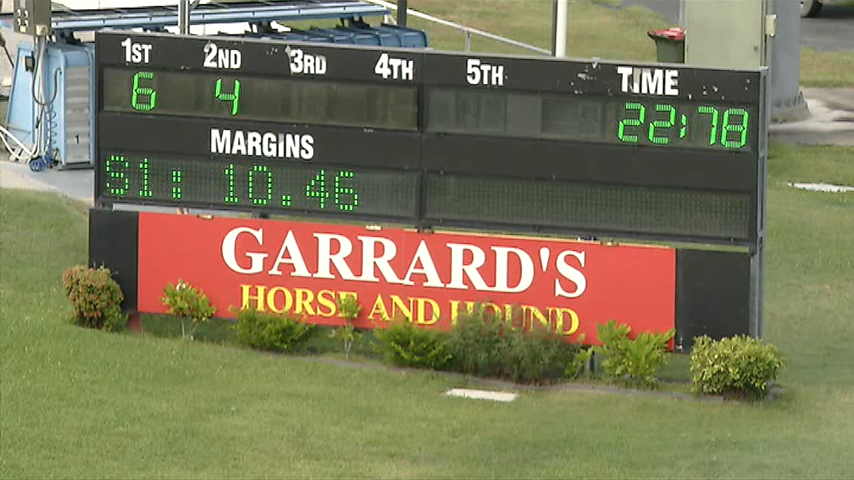 1ST 2ND 3RD 4TH 5TH TIME
6 4 22:78
MARGINS
S1: 10.46
GARRARD'S
HORSE AND HOUND